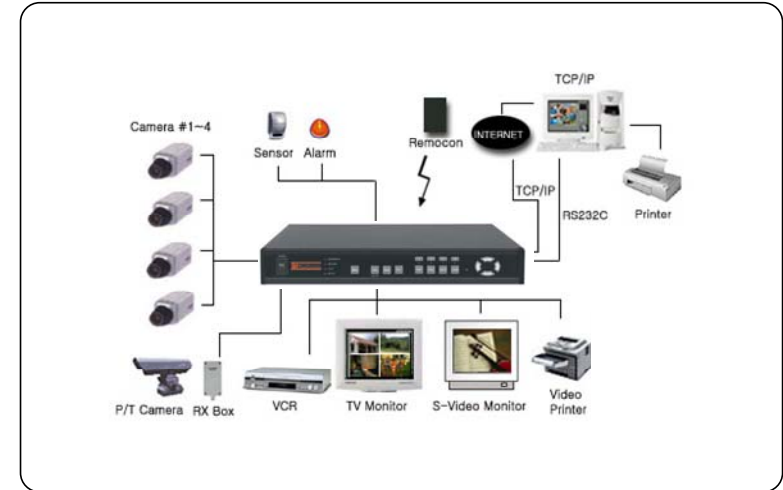 TCP/IP
Camera #1~4
Sensor Alarm
Remocon
INTERNET
TCP/IP
RS232C
Printer
P/T Camera RX Box
VCR
TV Monitor
S-Video Monitor
Video
Printer